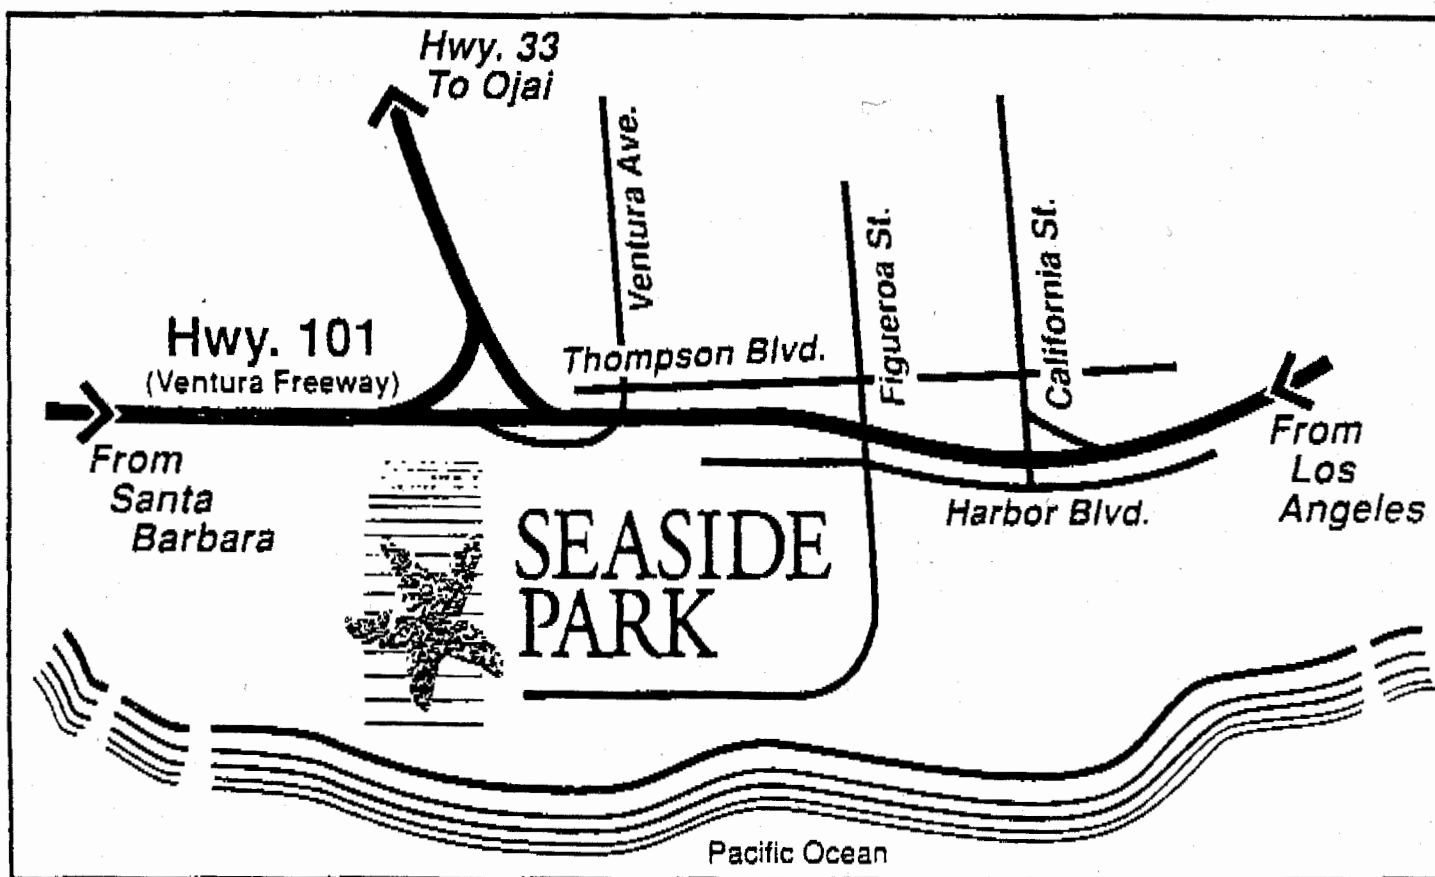 Hwy. 33
To Ojai
Ventura Ave.
Figueroa St.
California St.
Hwy. 101
(Ventura Freeway)
Thompson Blvd.
From
Santa
Barbara
From
Los
Angeles
Harbor Blvd.
SEASIDE
PARK
Pacific Ocean